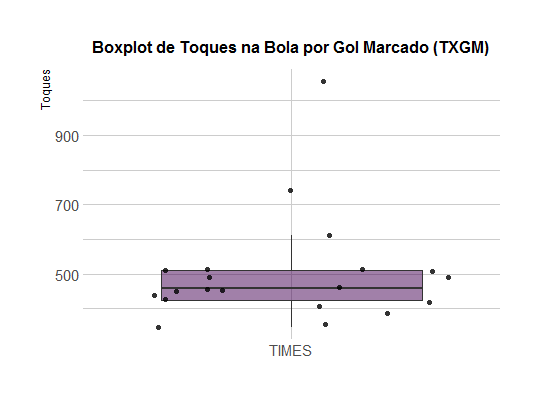 Boxplot de Toques na Bola por Gol Marcado (TXGM)
Toques
900
700
500
TIMES